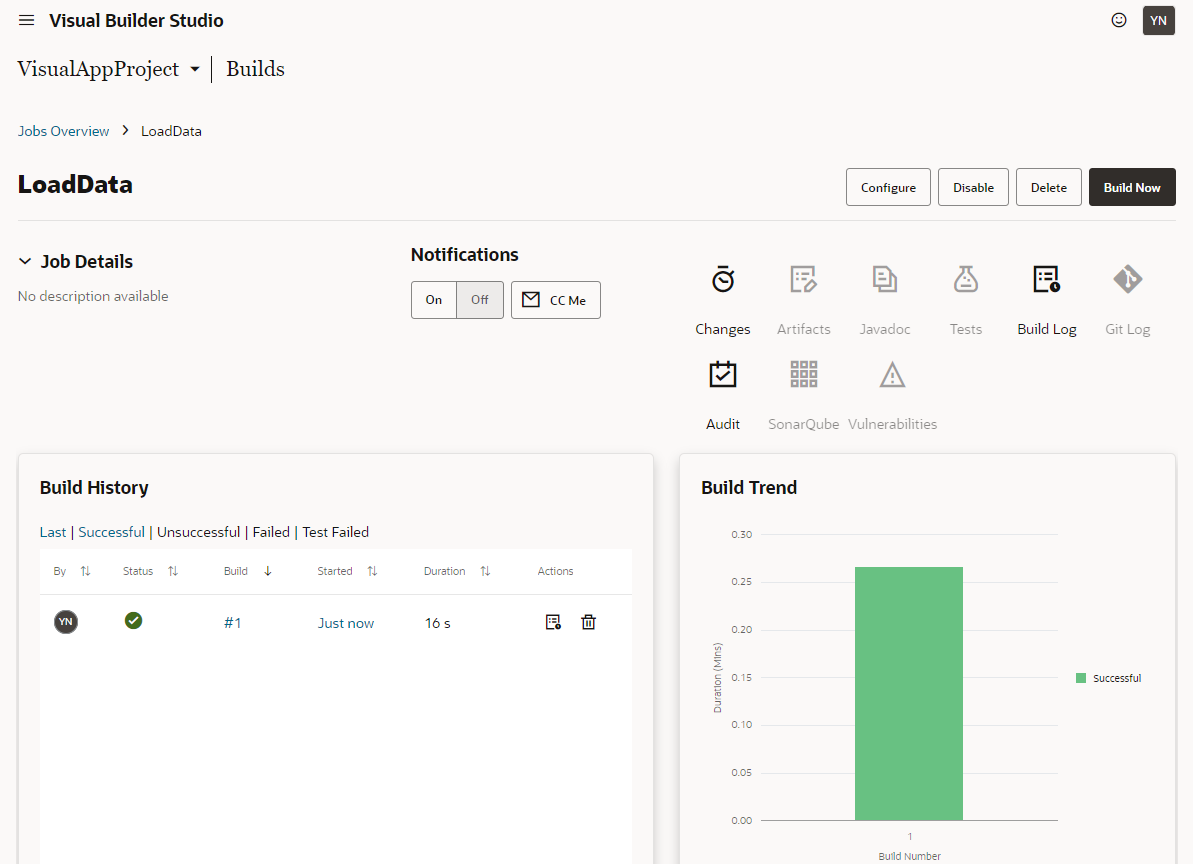 Visual Builder Studio
YN
VisualAppProject
Builds
Jobs Overview
LoadData
LoadData
Configure
Disable
Delete
Build Now
Job Details
No description available
Notifications
On
Off
CC Me
Changes
Artifacts
Javadoc
Tests
Build Log
Git Log
Audit
SonarQube
Vulnerabilities
Build History
Last | Successful | Unsuccessful | Failed | Test Failed
By
Status
Build
Started
Duration
Actions
YN
#1
Just now
16 s
Build Trend
0.30
0.25
0.20
0.15
0.10
0.05
0.00
Duration (Mins)
1
Build Number
Successful